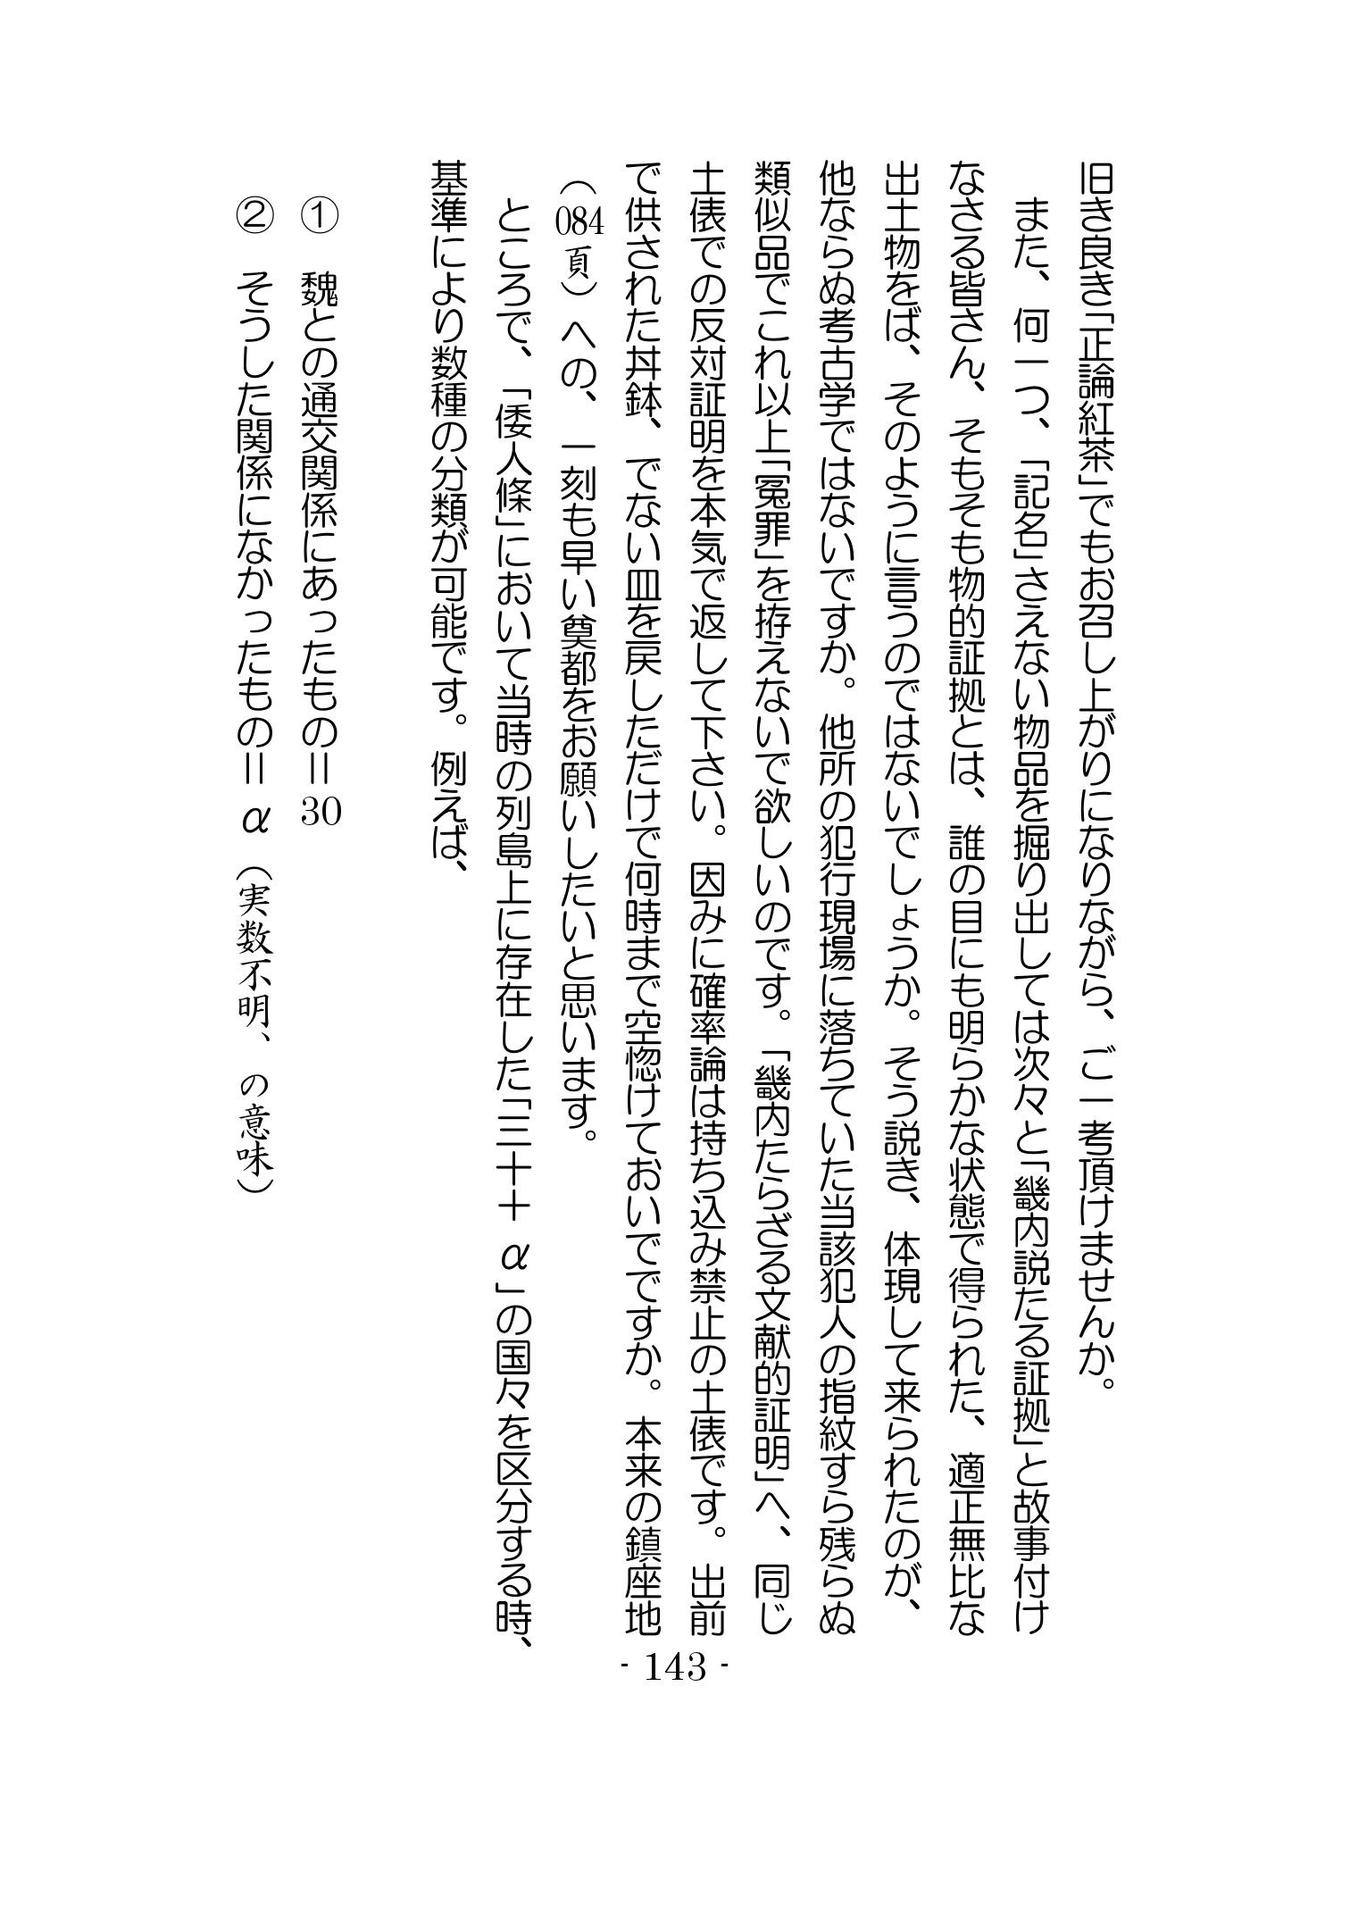 旧き良き「正論紅茶」でもお召し上がりになりながら、ご一考頂けませんか。
また、何一つ、「記名」さえない物品を掘り出しては次々と「畿内説たる証拠」と故事付け
なさる皆さん、そもそも物的証拠とは、誰の目にも明らかな状態で得られた、適正無比な
出土物をば、そのように言うのではないでしょうか。そう説き、体現して来られたのが、
他ならぬ考古学ではないですか。他所の犯行現場に落ちていた当該犯人の指紋すら残らぬ
類似品でこれ以上「冤罪」を拵えないで欲しいのです。「畿内たらざる文献的証明」へ、同じ
土俵での反対証明を本気で返して下さい。因みに確率論は持ち込み禁止の土俵です。出前
で供された丼鉢、でない皿を戻しただけで何時まで空惚けておいでですか。本来の鎮座地
（084頁）への、一刻も早い奠都をお願いしたいと思います。
ところで、「倭人條」において当時の列島上に存在した「三十＋α」の国々を区分する時、
基準により数種の分類が可能です。例えば、
①　魏との通交関係にあったもの＝30
②　そうした関係になかったもの＝α（実数不明、の意味）
- 143 -